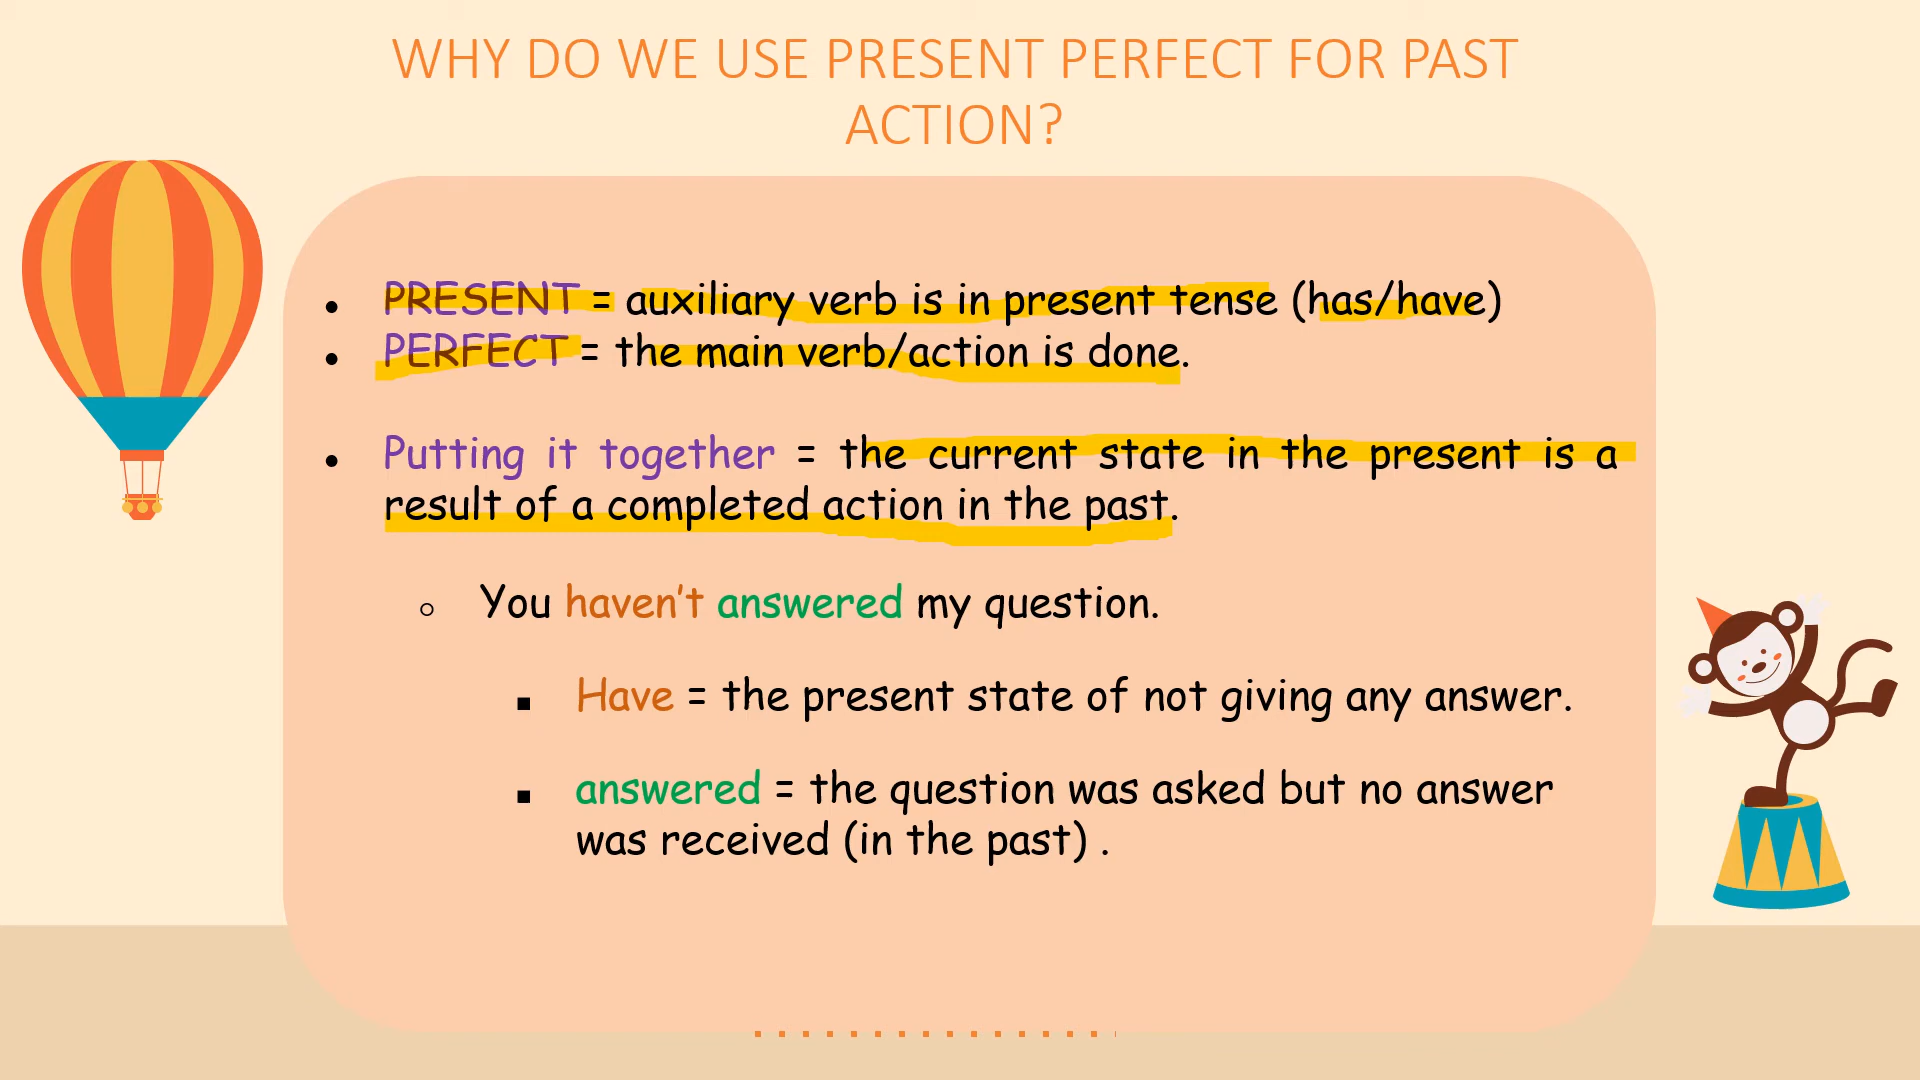 WHY DO WE USE PRESENT PERFECT FOR PAST
ACTION?
• PRESENT = auxiliary verb is in present tense (has/have)
• PERFECT = the main verb/action is done.
• Putting it together = the current state in the present is a
result of a completed action in the past.
○ You haven’t answered my question.
▪ Have = the present state of not giving any answer.
▪ answered = the question was asked but no answer
was received (in the past) .